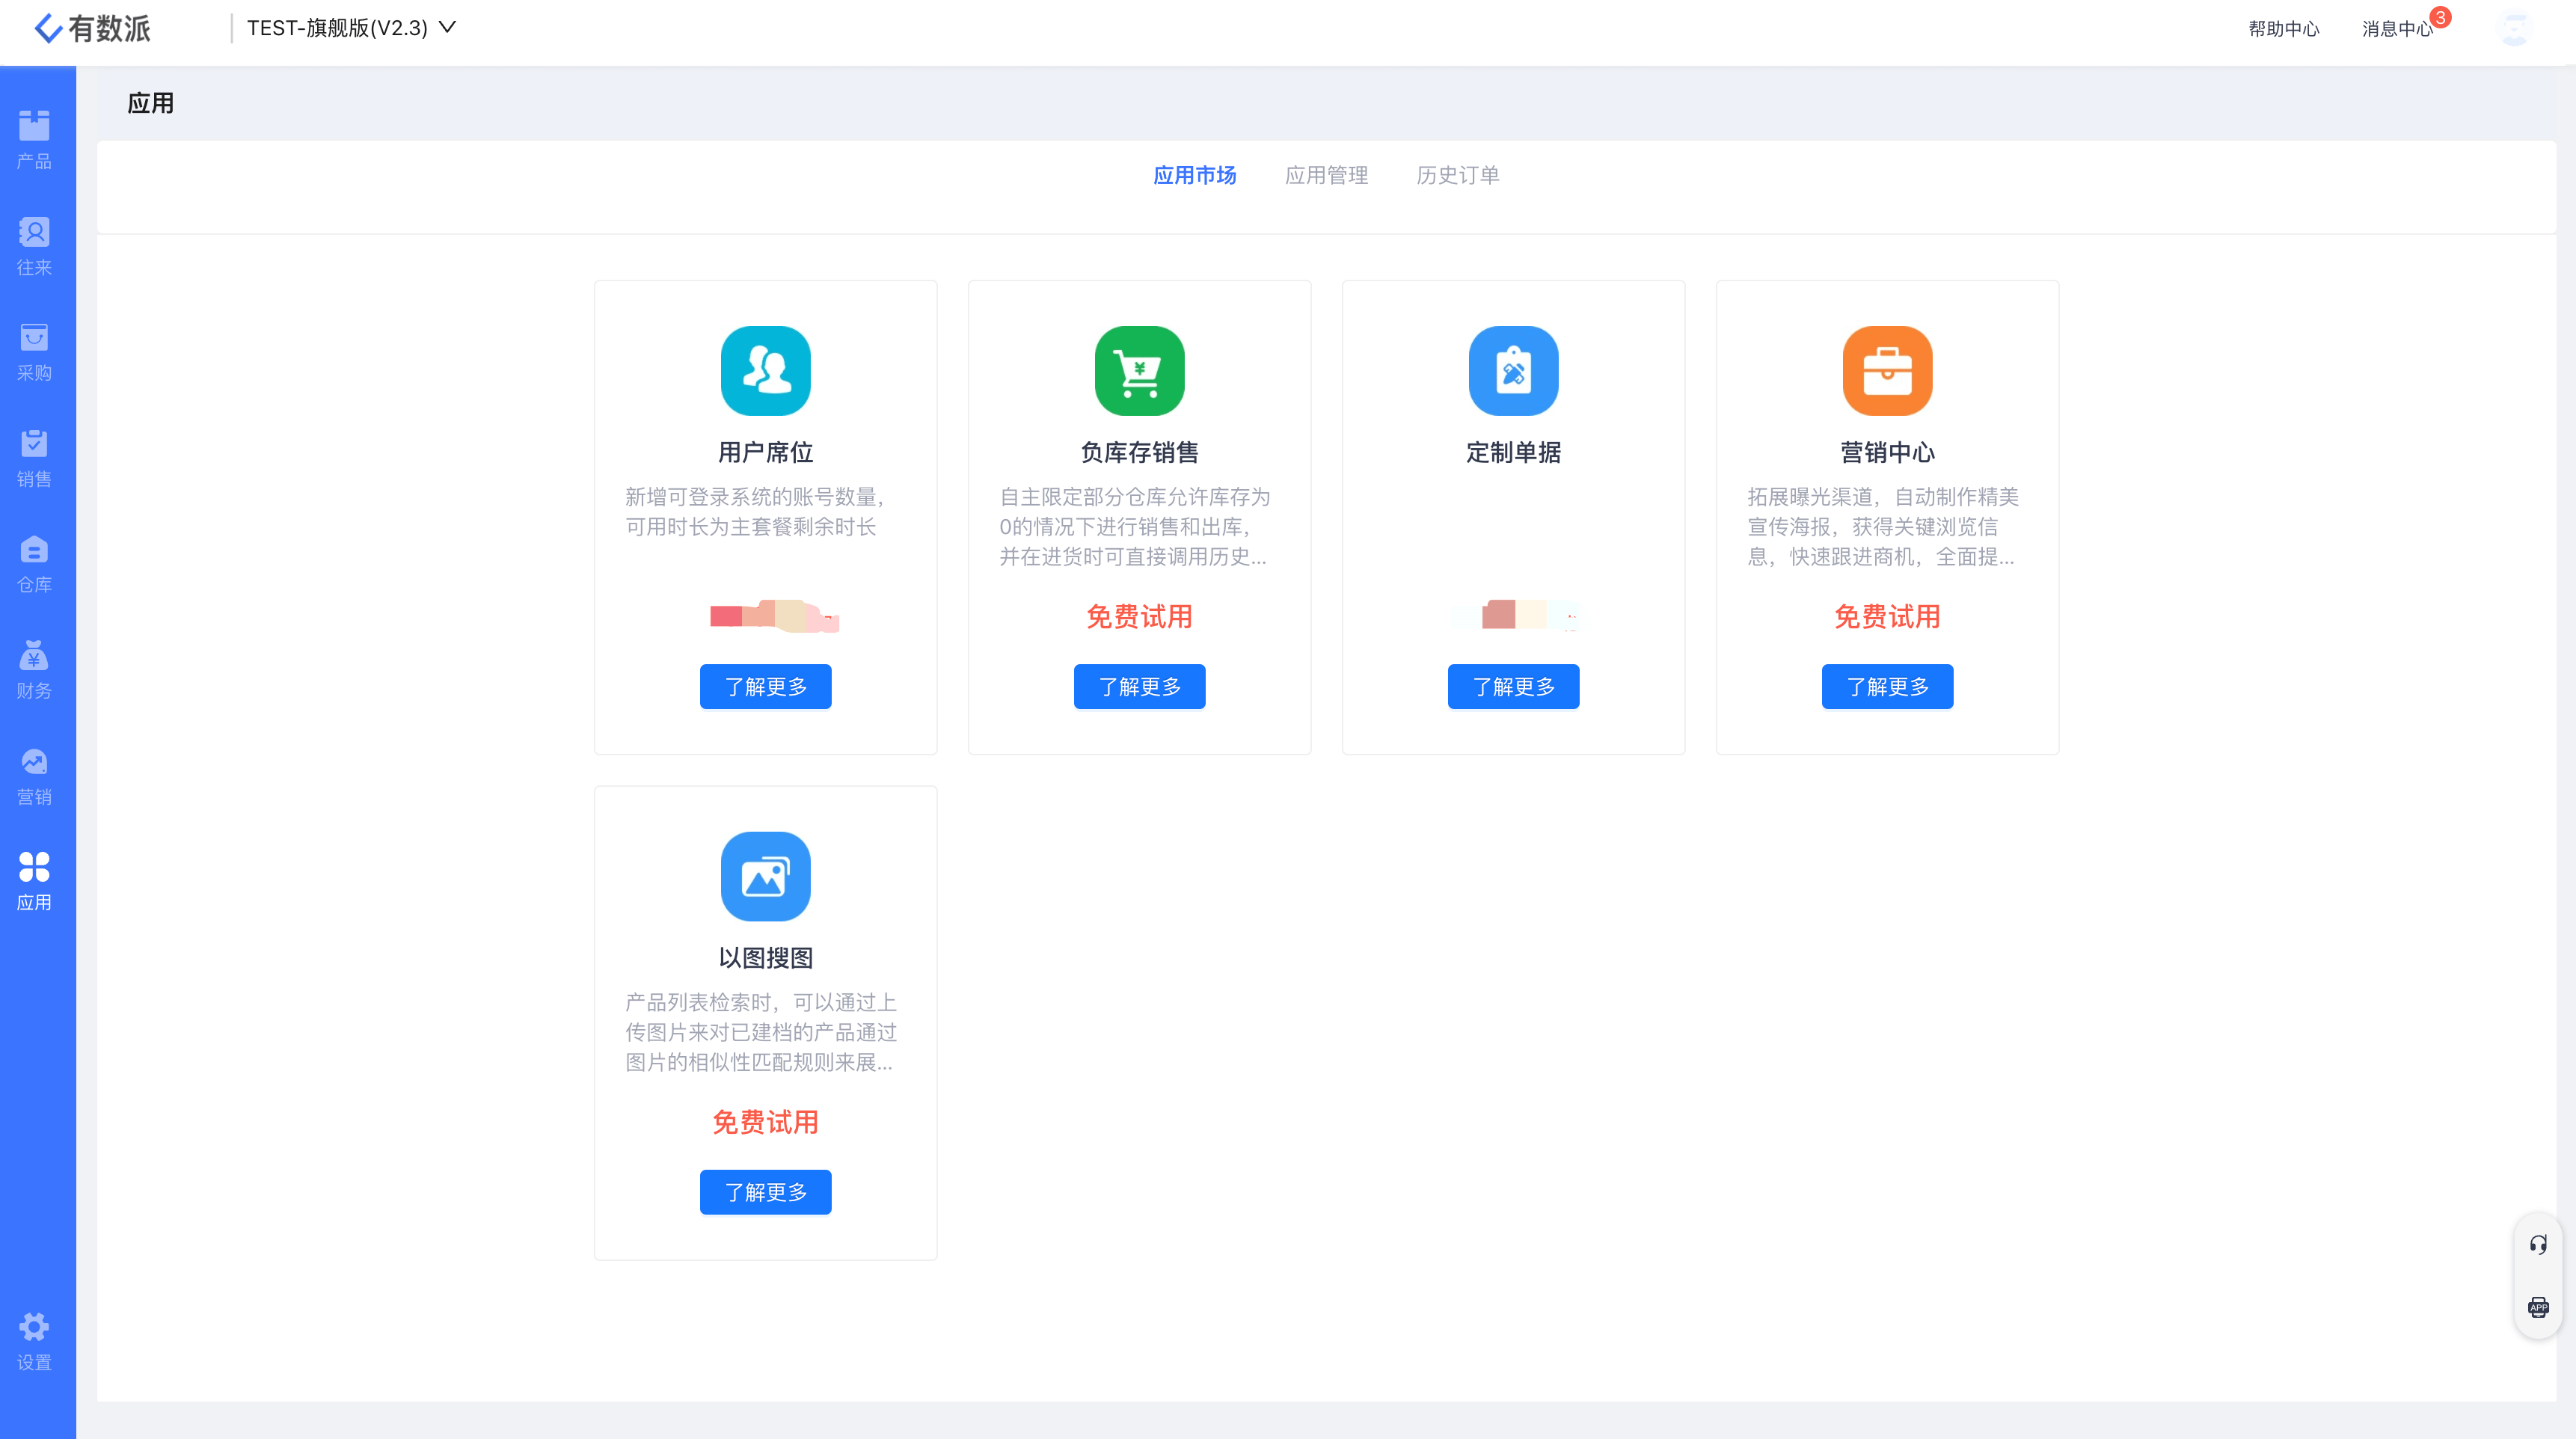 有数派
TEST-旗舰版(V2.3)
帮助中心
消息中心
3
应用
产品
往来
采购
销售
仓库
财务
营销
应用
设置
应用市场
应用管理
历史订单
用户席位
新增可登录系统的账号数量，
可用时长为主套餐剩余时长
了解更多
负库存销售
自主限定部分仓库允许库存为
0的情况下进行销售和出库，
并在进货时可直接调用历史...
免费试用
了解更多
定制单据
了解更多
营销中心
拓展曝光渠道，自动制作精美
宣传海报，获得关键浏览信
息，快速跟进商机，全面提...
免费试用
了解更多
以图搜图
产品列表检索时，可以通过上
传图片来对已建档的产品通过
图片的相似性匹配规则来展...
免费试用
了解更多
APP